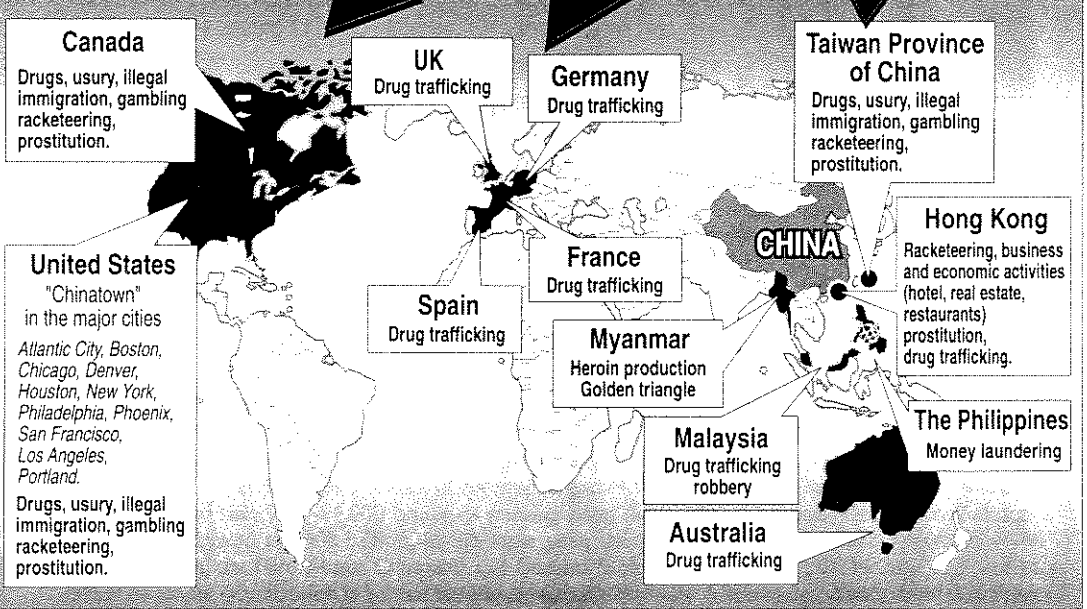 Canada
Drugs, usury, illegal
immigration, gambling
racketeering,
prostitution.
UK
Drug trafficking
Germany
Drug trafficking
Taiwan Province
of China
Drugs, usury, illegal
immigration, gambling
racketeering,
prostitution.
CHINA
Hong Kong
Racketeering, business
and economic activities
(hotel, real estate,
restaurants)
prostitution,
drug trafficking.
United States
"Chinatown"
in the major cities
Atlantic City, Boston,
Chicago, Denver,
Houston, New York,
Philadelphia, Phoenix,
San Francisco,
Los Angeles,
Portland.
Drugs, usury, illegal
immigration, gambling
racketeering,
prostitution.
France
Drug trafficking
Spain
Drug trafficking
Myanmar
Heroin production
Golden triangle
Malaysia
Drug trafficking
robbery
The Philippines
Money laundering
Australia
Drug trafficking